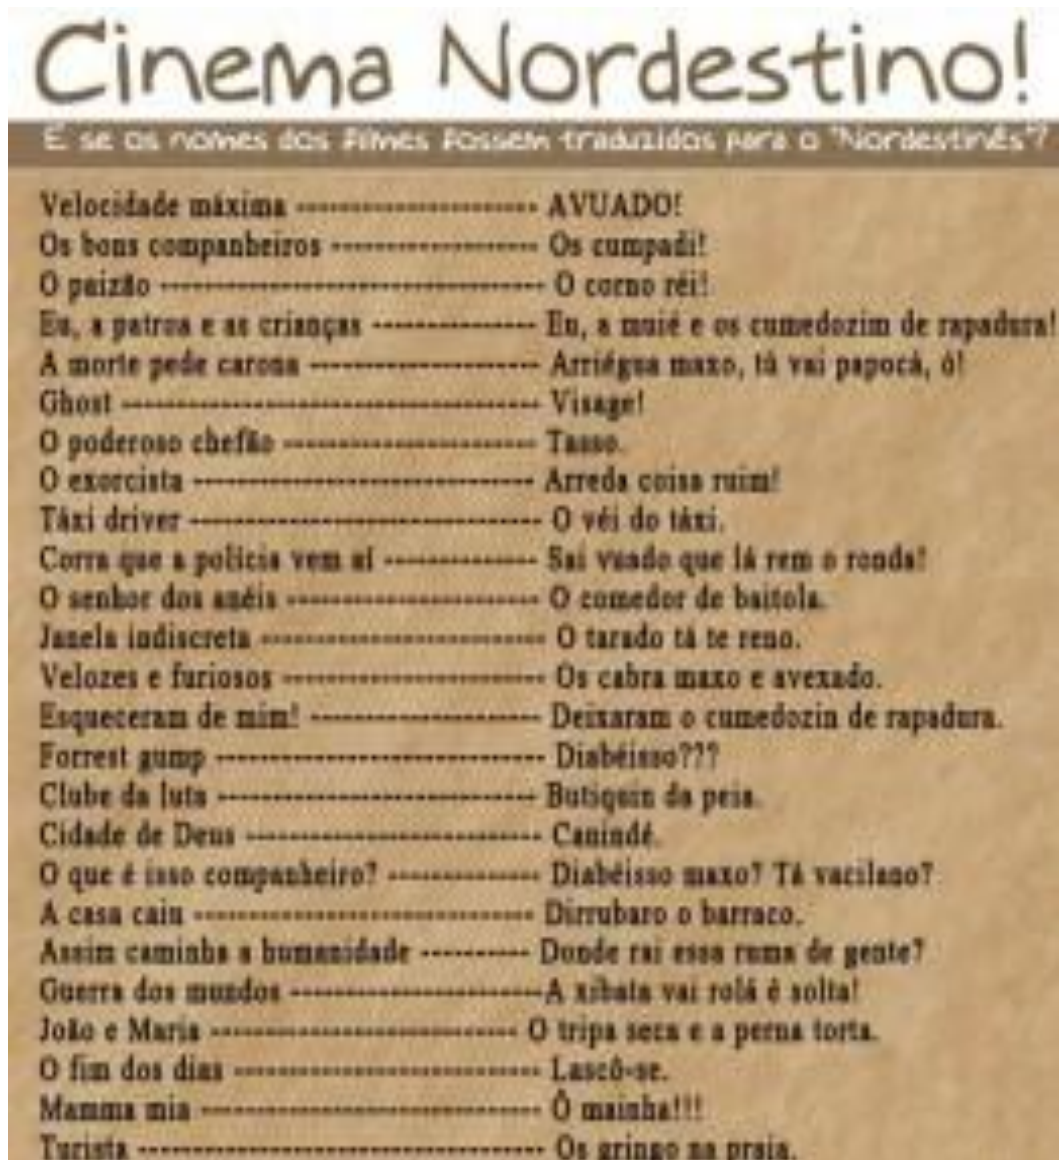 Cinema Nordestino!
E se os nomes dos filmes fossem traduzidos para o "Nordestinês"?
Velocidade máxima ---------------------- AVUADO!
Os bons companheiros ------------------- Os cumpadi!
O paizão ----------------------------------- O corno réi!
Eu, a patroa e as crianças --------------- Eu, a muié e os cumedozim de rapadura!
A morte pede carona --------------------- Arriégua maxo, tà vai papocá, ó!
Ghost -------------------------------------- Visage!
O poderoso chefão ----------------------- Tasso.
O exorcista -------------------------------- Arreda coisa ruim!
Táxi driver -------------------------------- O véi do táxi.
Corra que a polícia vem aí -------------- Sai vuado que lá rem o ronda!
O senhor dos anéis ----------------------- O comedor de baitola.
Janela indiscreta -------------------------- O tarado tá te reno.
Velozes e furiosos ------------------------- Os cabra maxo e avexado.
Esqueceram de mim! --------------------- Deixaram o cumedozin de rapadura.
Forrest gump ------------------------------ Diabéisso???
Clube da luta ----------------------------- Butiquin da peia.
Cidade de Deus --------------------------- Canindé.
O que é isso companheiro? -------------- Diabéisso maxo? Tá vacilano?
A casa caiu ------------------------------- Dirrubaro o barraco.
Assim caminha a humanidade ---------- Donde rai essa ruma de gente?
Guerra dos mundos -----------------------A xibata vai rolá é solta!
João e Maria ---------------------------- O tripa seca e a perna torta.
O fim dos dias ---------------------------- Lascô-se.
Mamma mia ------------------------------- Ô mainha!!!
Turista ------------------------------------- Os gringo na praia.